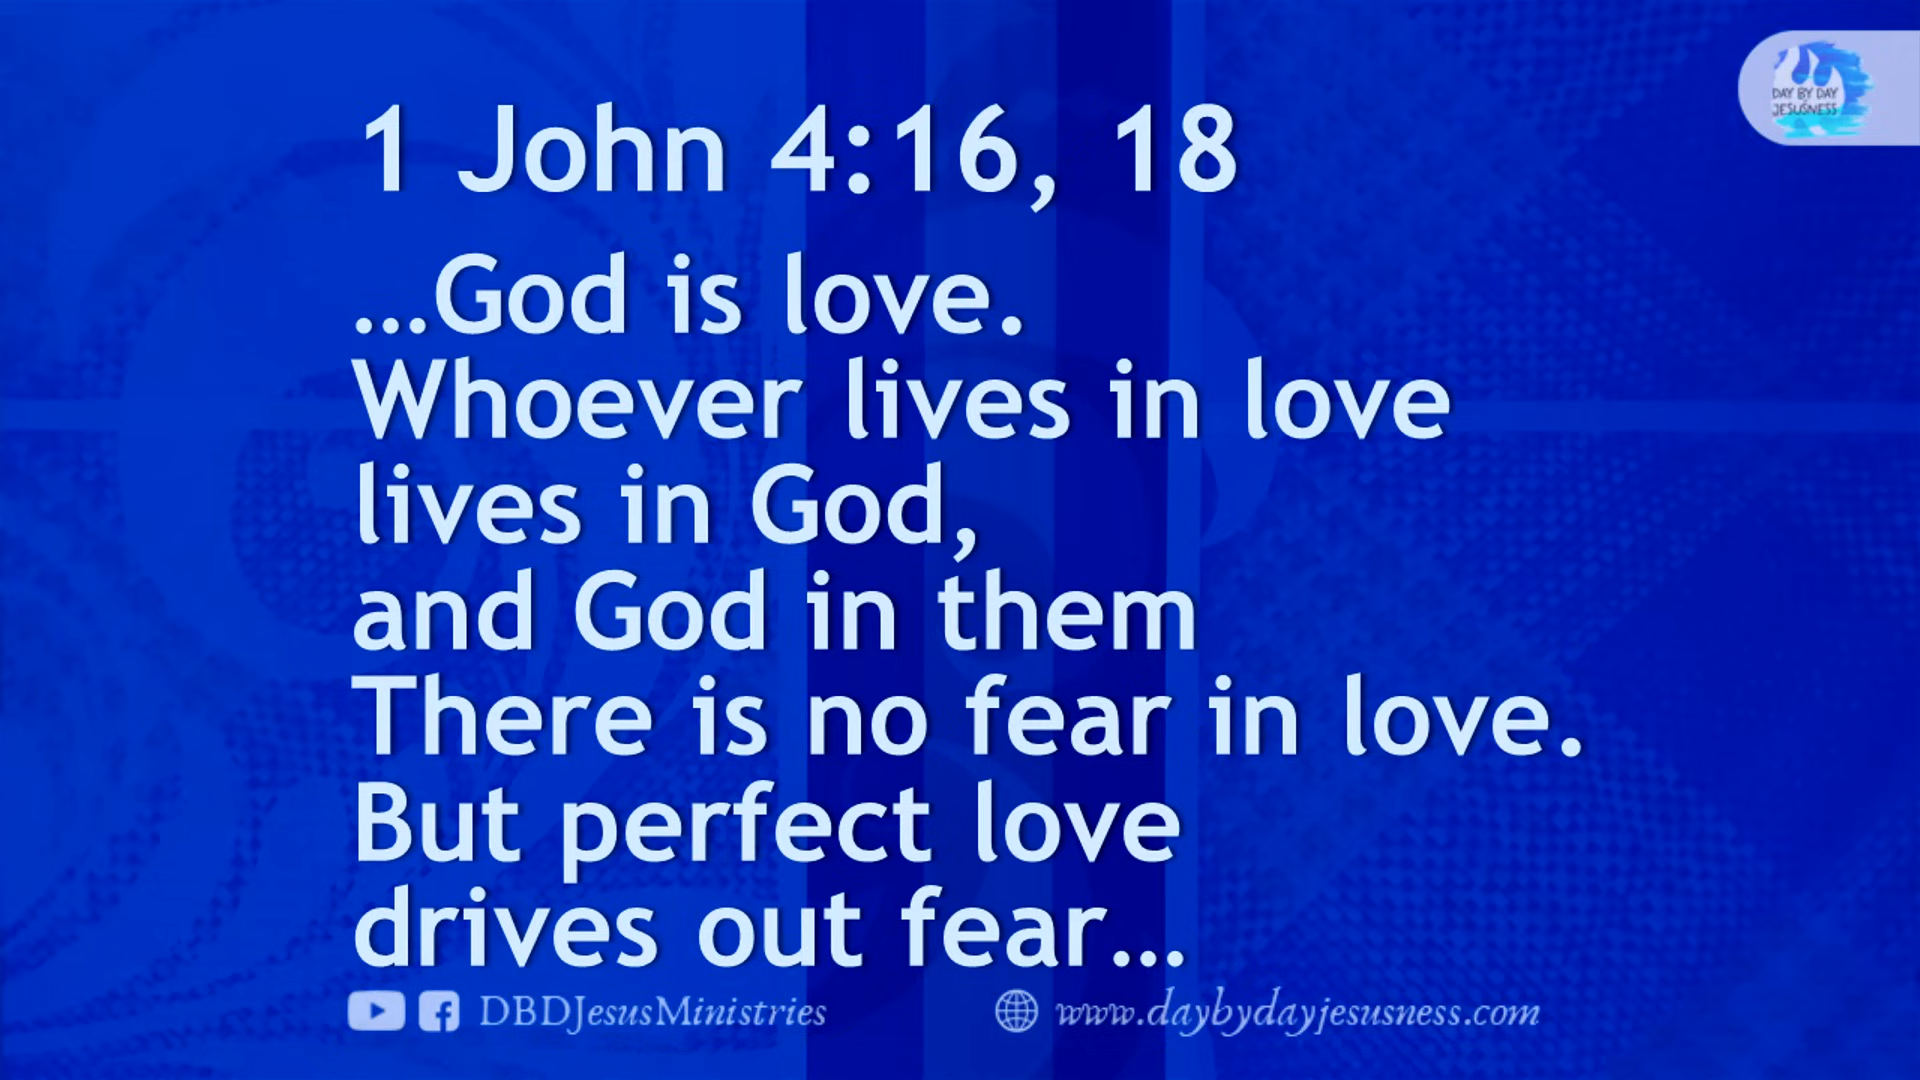 DAY BY DAY
JESUSNESS
1 John 4:16, 18
...God is love.
Whoever lives in love
lives in God,
and God in them
There is no fear in love.
But perfect love
drives out fear...
DBDJesusMinistries
www.daybydayjesusness.com